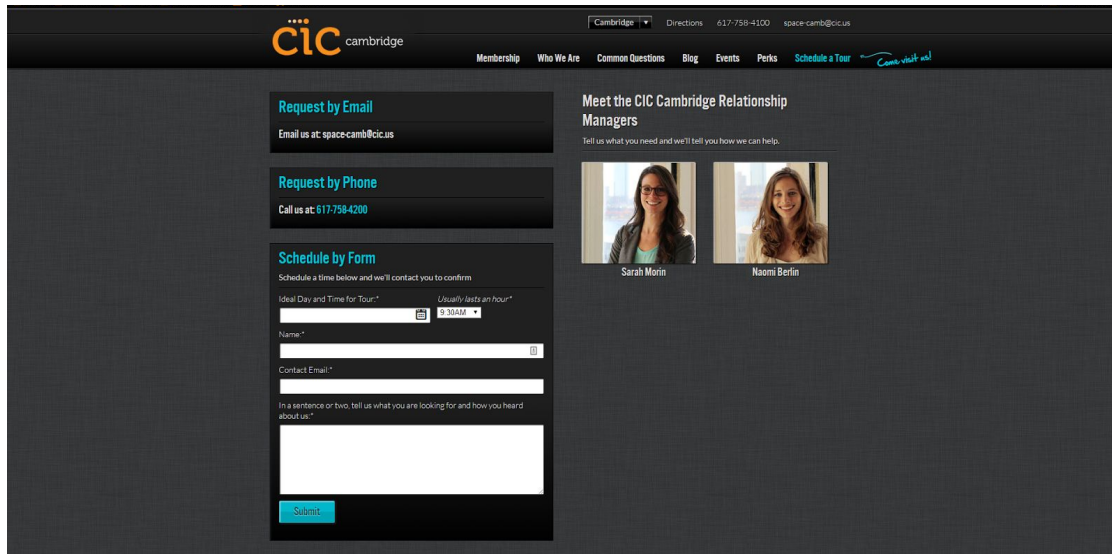 CiC cambridge
Cambridge Directions 617-758-4100 space-camb@cic.us
Membership Who We Are Common Questions Blog Events Perks Schedule a Tour Come visit us!
Request by Email
Email us at: space-camb@cic.us
Request by Phone
Call us at: 617-758-4200
Schedule by Form
Schedule a time below and we'll contact you to confirm
Ideal Day and Time for Tour:* Usually lasts an hour*
9:30AM
Name:*
Contact Email:*
In a sentence or two, tell us what you are looking for and how you heard
about us:*
Submit
Meet the CIC Cambridge Relationship
Managers
Tell us what you need and we'll tell you how we can help.
Sarah Morin Naomi Berlin